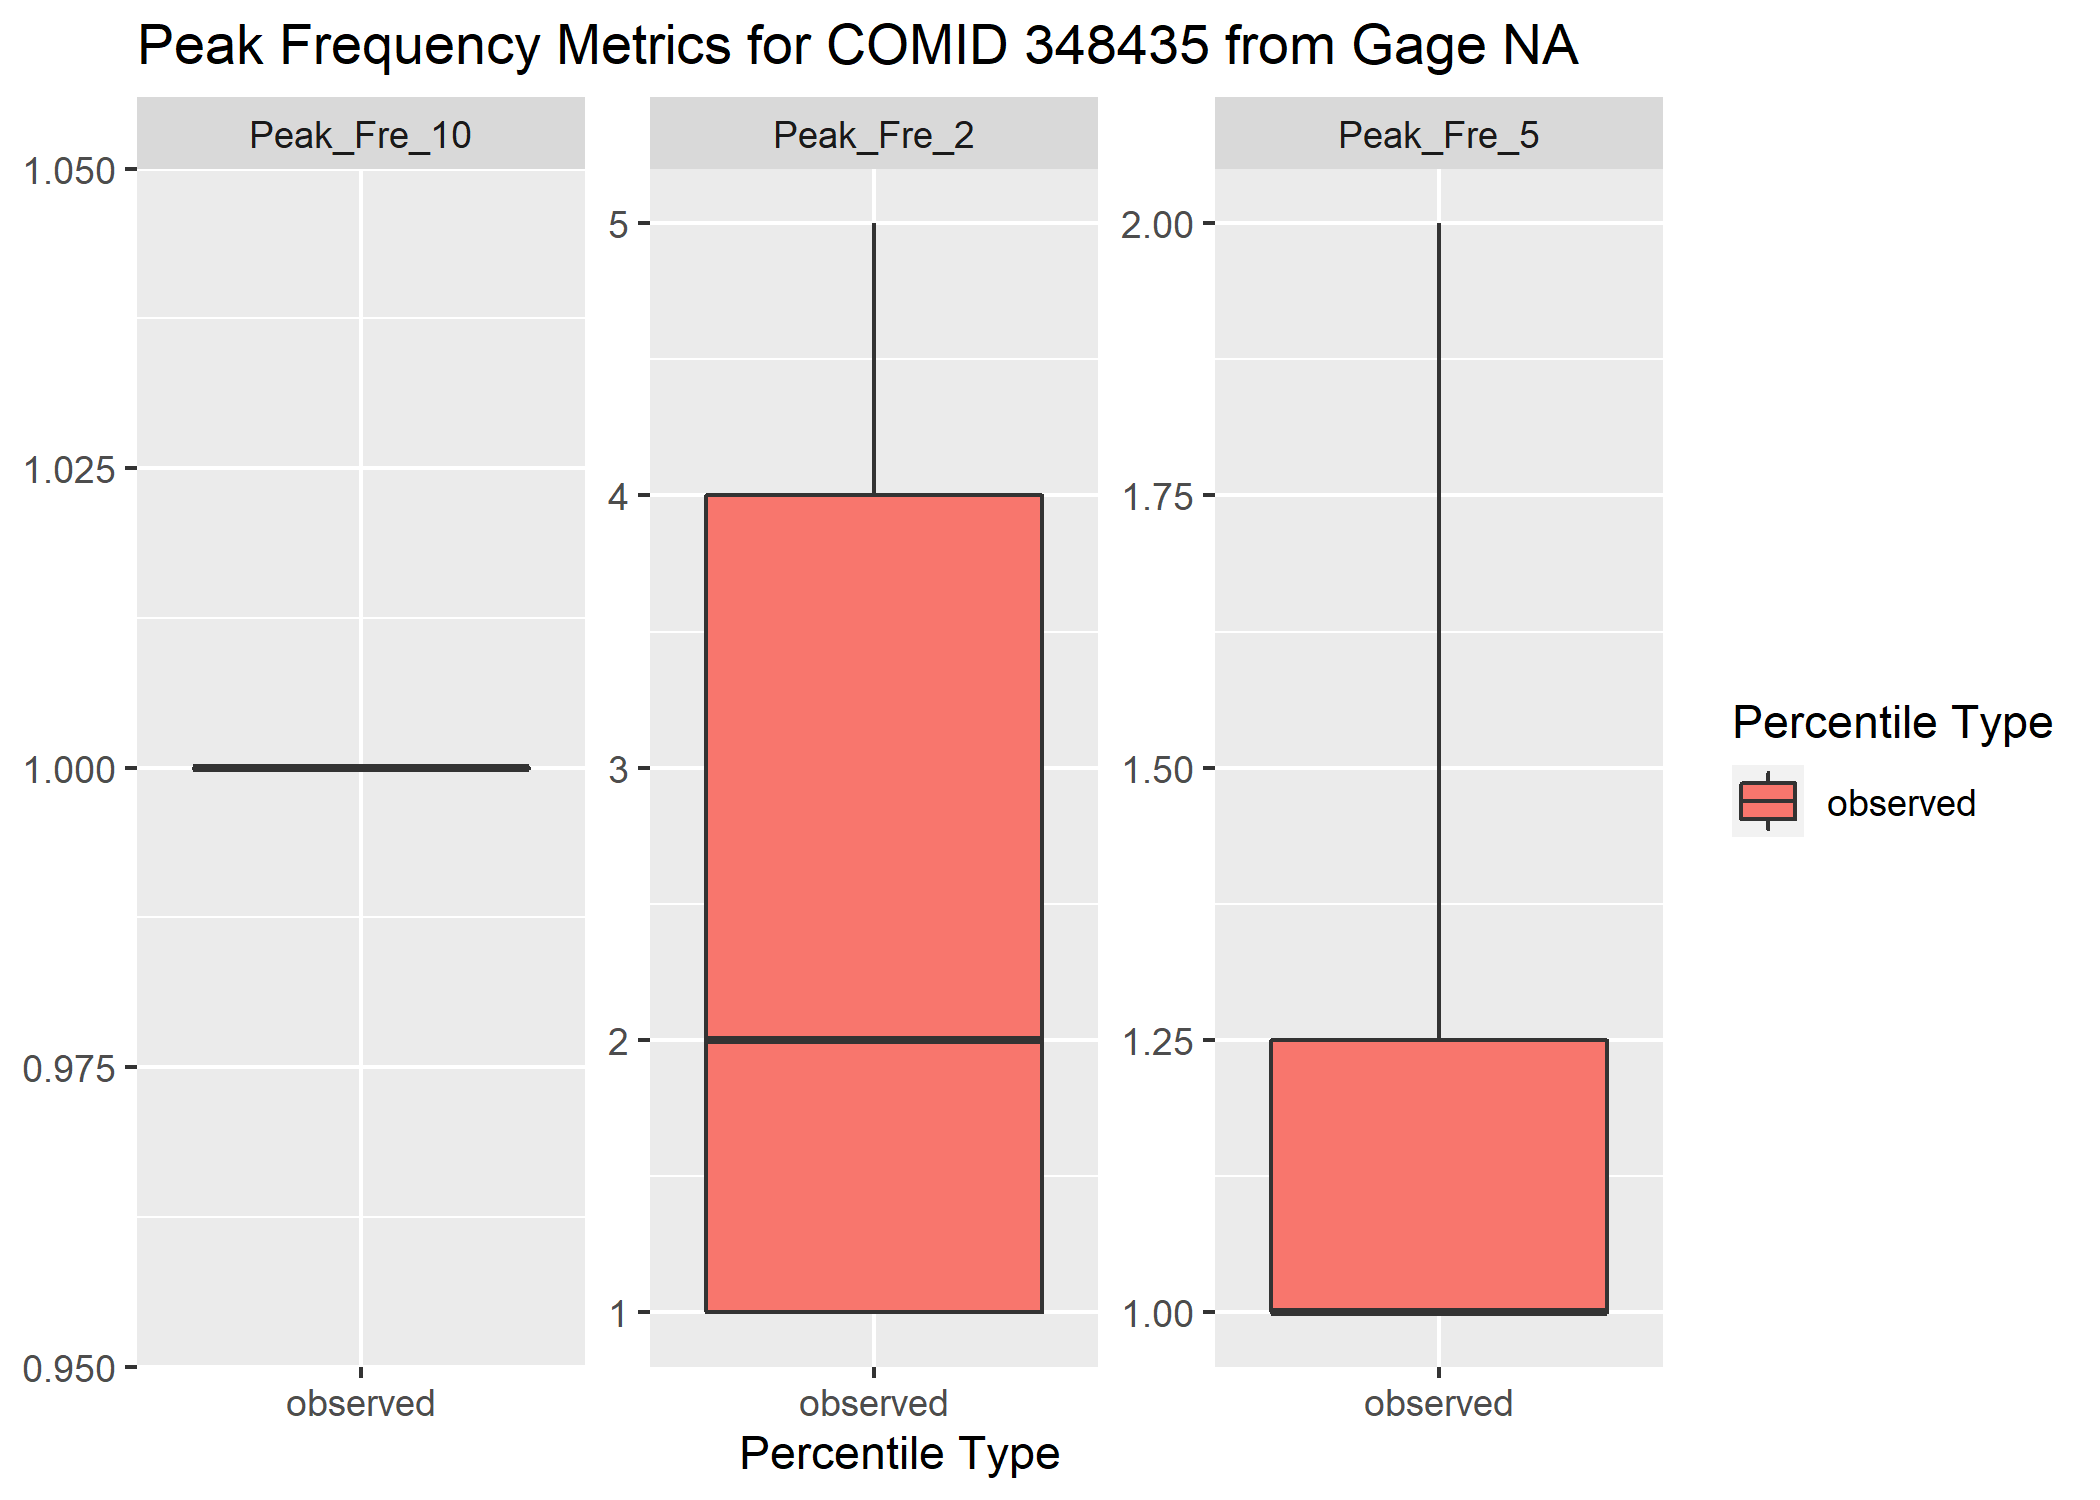 Peak Frequency Metrics for COMID 348435 from Gage NA
Peak_Fre_10
Peak_Fre_2
Peak_Fre_5
1.050
1.025
1.000
0.975
0.950
5
4
3
2
1
2.00
1.75
1.50
1.25
1.00
observed
observed
observed
Percentile Type
Percentile Type
observed